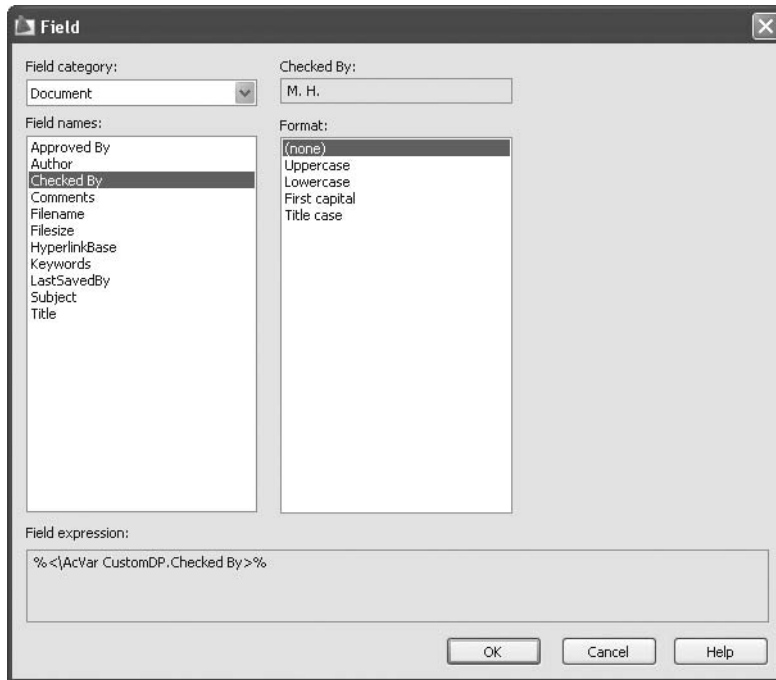 Field
Field category:
Document
Field names:
Approved By
Author
Checked By
Comments
Filename
Filesize
HyperlinkBase
Keywords
LastSavedBy
Subject
Title
Checked By:
M. H.
Format:
(none)
Uppercase
Lowercase
First capital
Title case
Field expression:
%<\AcVar CustomDP.Checked By>%
OK
Cancel
Help